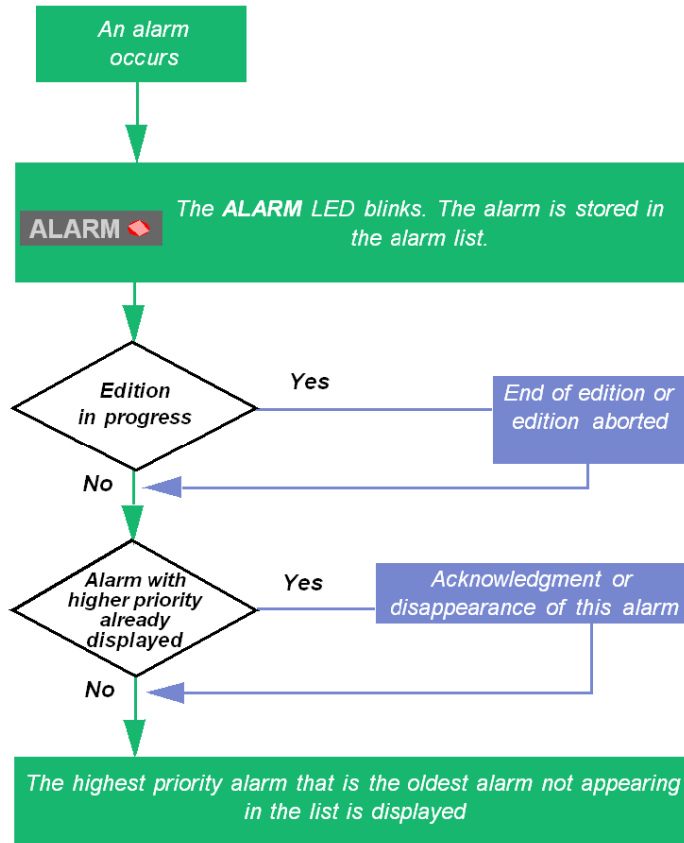 An alarm
occurs
The ALARM LED blinks. The alarm is stored in
the alarm list.
ALARM
Edition
in progress
Yes
End of edition or
edition aborted
No
Alarm with
higher priority
already
displayed
Yes
Acknowledgment or
disappearance of this alarm
No
The highest priority alarm that is the oldest alarm not appearing
in the list is displayed